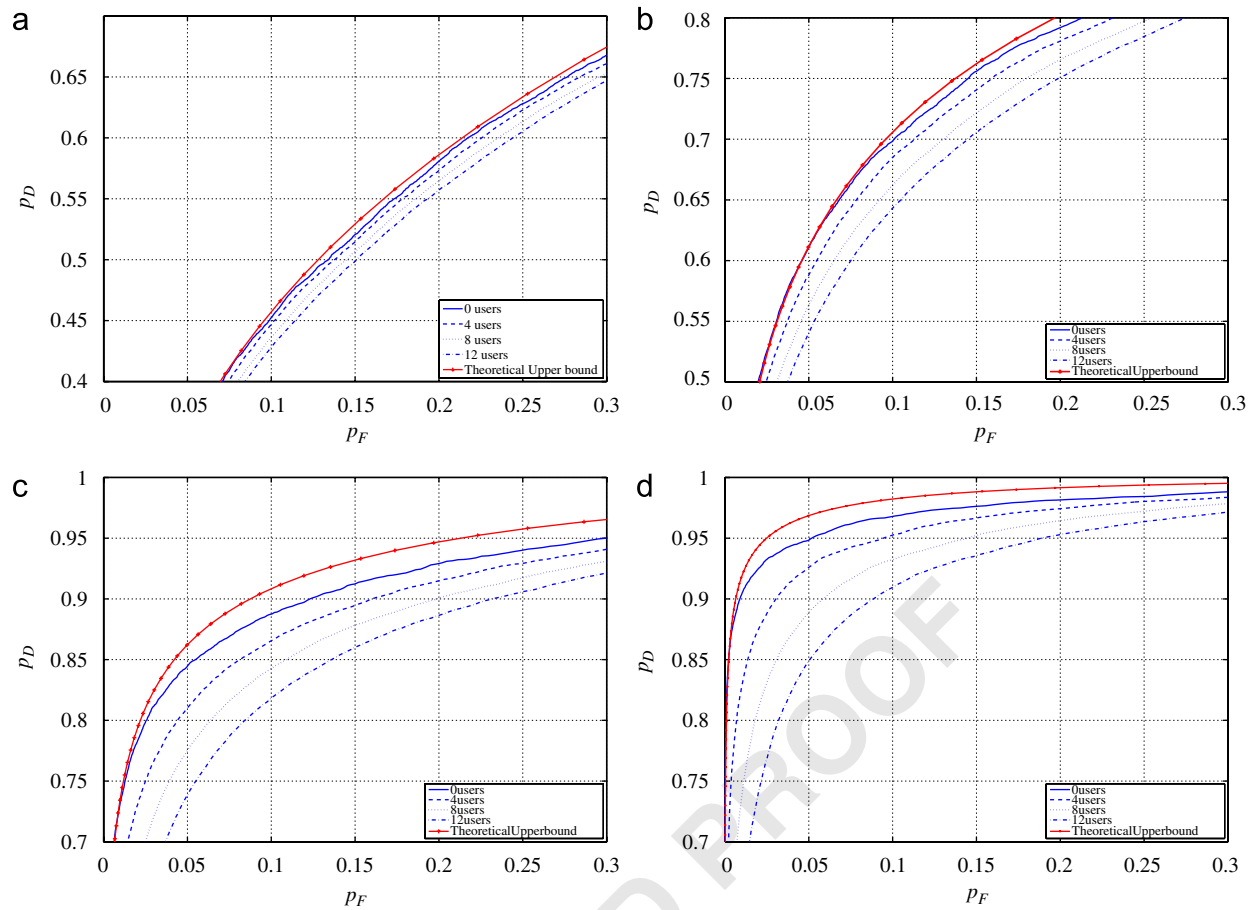 a
0.65
0.6
0.55
0.5
0.45
0.4
p_D
0 users
4 users
8 users
12 users
Theoretical Upper bound
0 0.05 0.1 0.15 0.2 0.25 0.3
p_F
b
0.8
0.75
0.7
0.65
0.6
0.55
0.5
p_D
0users
4users
8users
12users
TheoreticalUpperbound
0 0.05 0.1 0.15 0.2 0.25 0.3
p_F
c
1
0.95
0.9
0.85
0.8
0.75
0.7
p_D
0users
4users
8users
12users
TheoreticalUpperbound
0 0.05 0.1 0.15 0.2 0.25 0.3
p_F
d
1
0.95
0.9
0.85
0.8
0.75
0.7
p_D
0users
4users
8users
12users
TheoreticalUpperbound
0 0.05 0.1 0.15 0.2 0.25 0.3
p_F
D PROOF